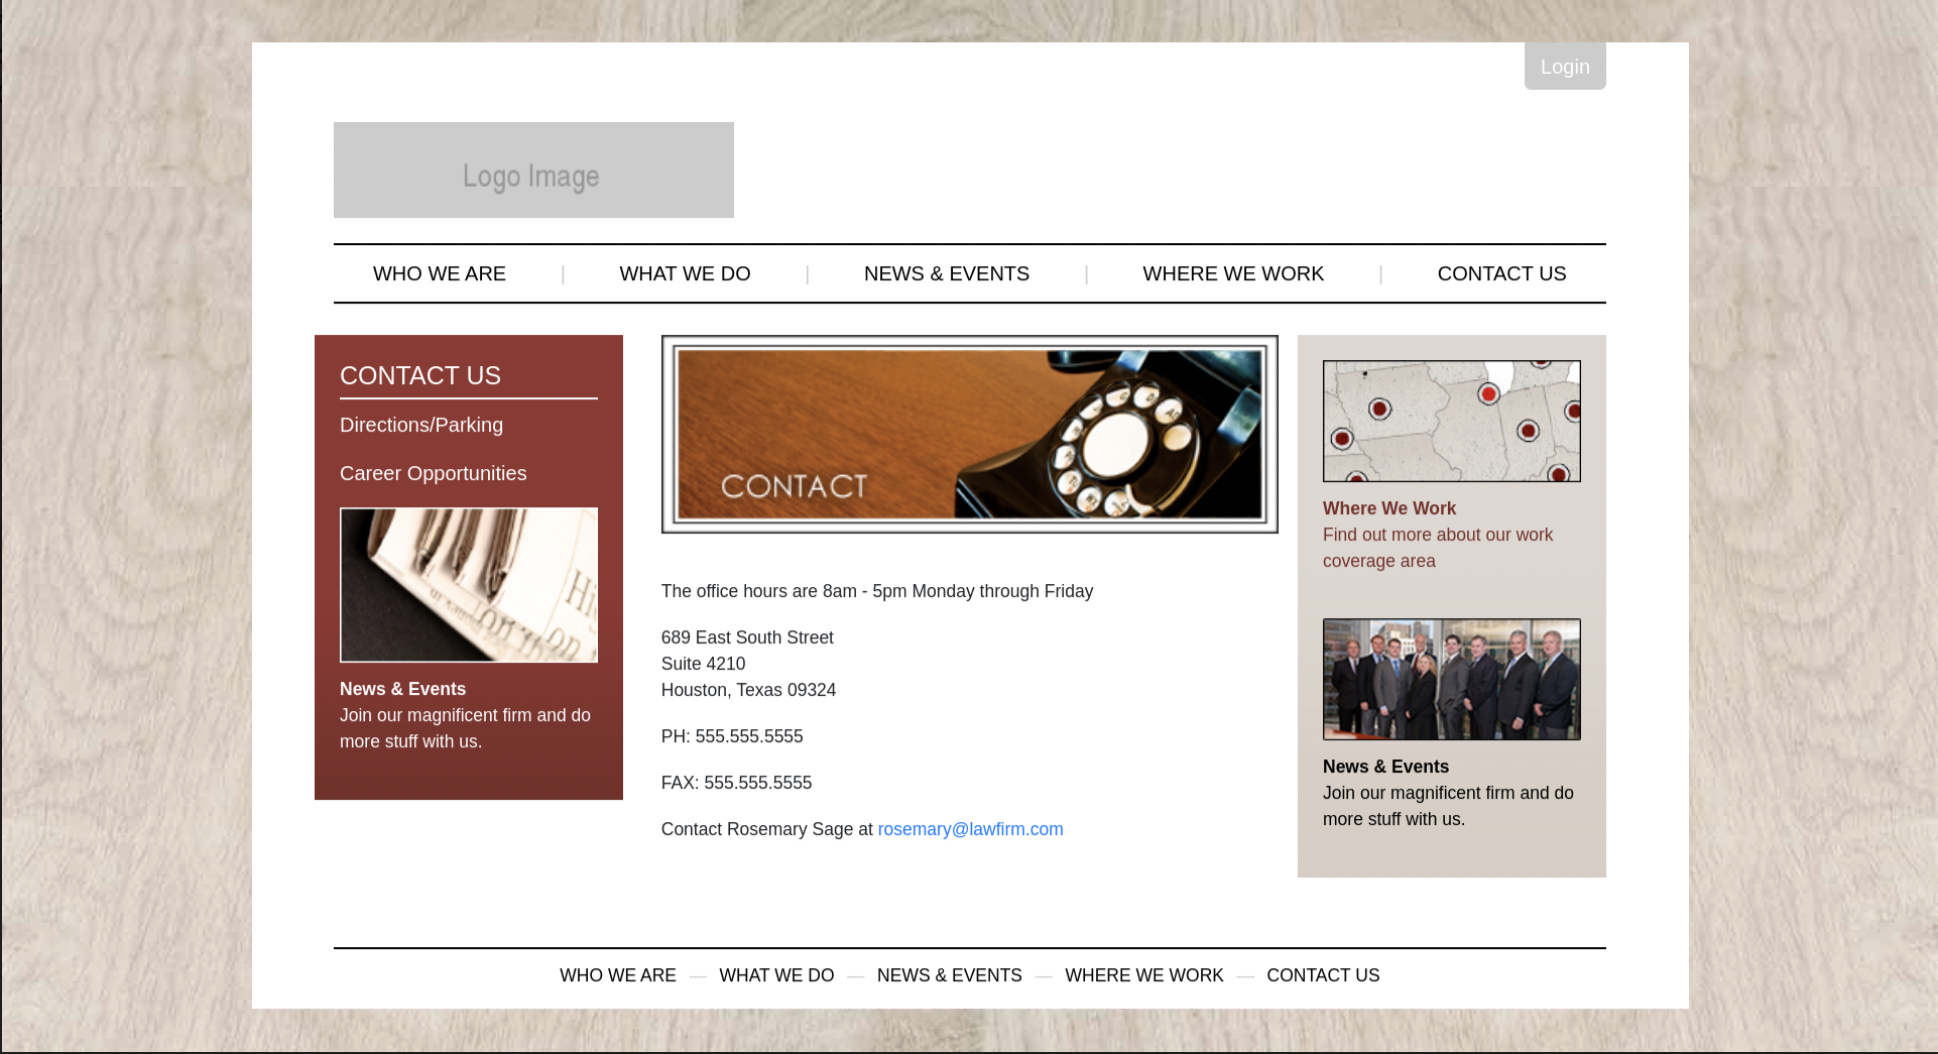 Login
Logo Image
WHO WE ARE | WHAT WE DO | NEWS & EVENTS | WHERE WE WORK | CONTACT US
CONTACT US
Directions/Parking
Career Opportunities
News & Events
Join our magnificent firm and do
more stuff with us.
CONTACT
The office hours are 8am - 5pm Monday through Friday
689 East South Street
Suite 4210
Houston, Texas 09324
PH: 555.555.5555
FAX: 555.555.5555
Contact Rosemary Sage at rosemary@lawfirm.com
Where We Work
Find out more about our work
coverage area
News & Events
Join our magnificent firm and do
more stuff with us.
WHO WE ARE — WHAT WE DO — NEWS & EVENTS — WHERE WE WORK — CONTACT US